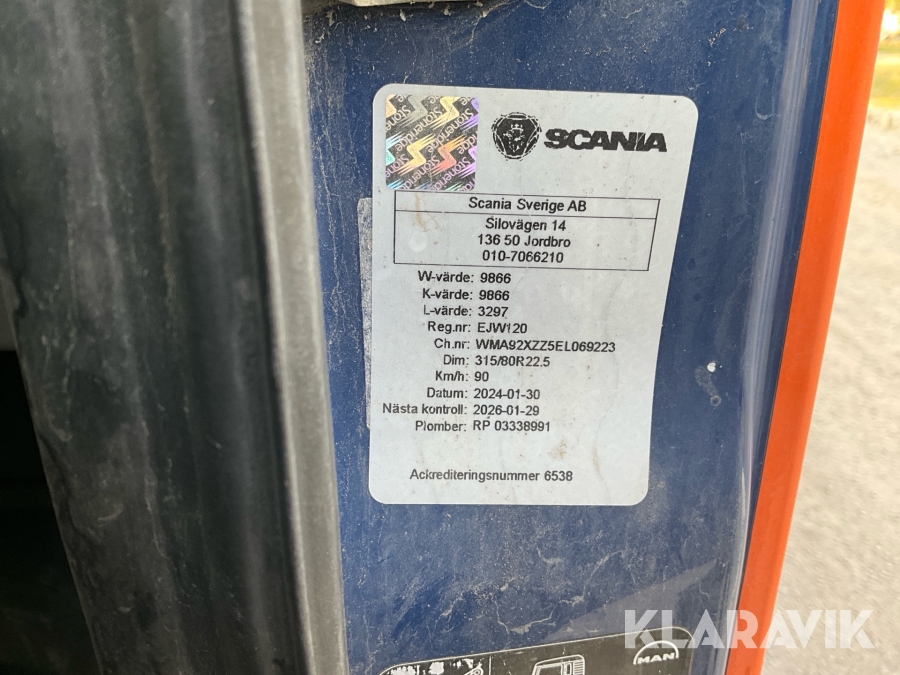 Stoneridge
SCANIA
Scania Sverige AB
Silovägen 14
136 50 Jordbro
010-7066210
W-värde: 9866
K-värde: 9866
L-värde: 3297
Reg.nr: EJW120
Ch.nr: WMA92XZZ5EL069223
Dim: 315/80R22.5
Km/h: 90
Datum: 2024-01-30
Nästa kontroll: 2026-01-29
Plomber: RP 03338991
Ackrediteringsnummer 6538
KLARAVIK
MAN